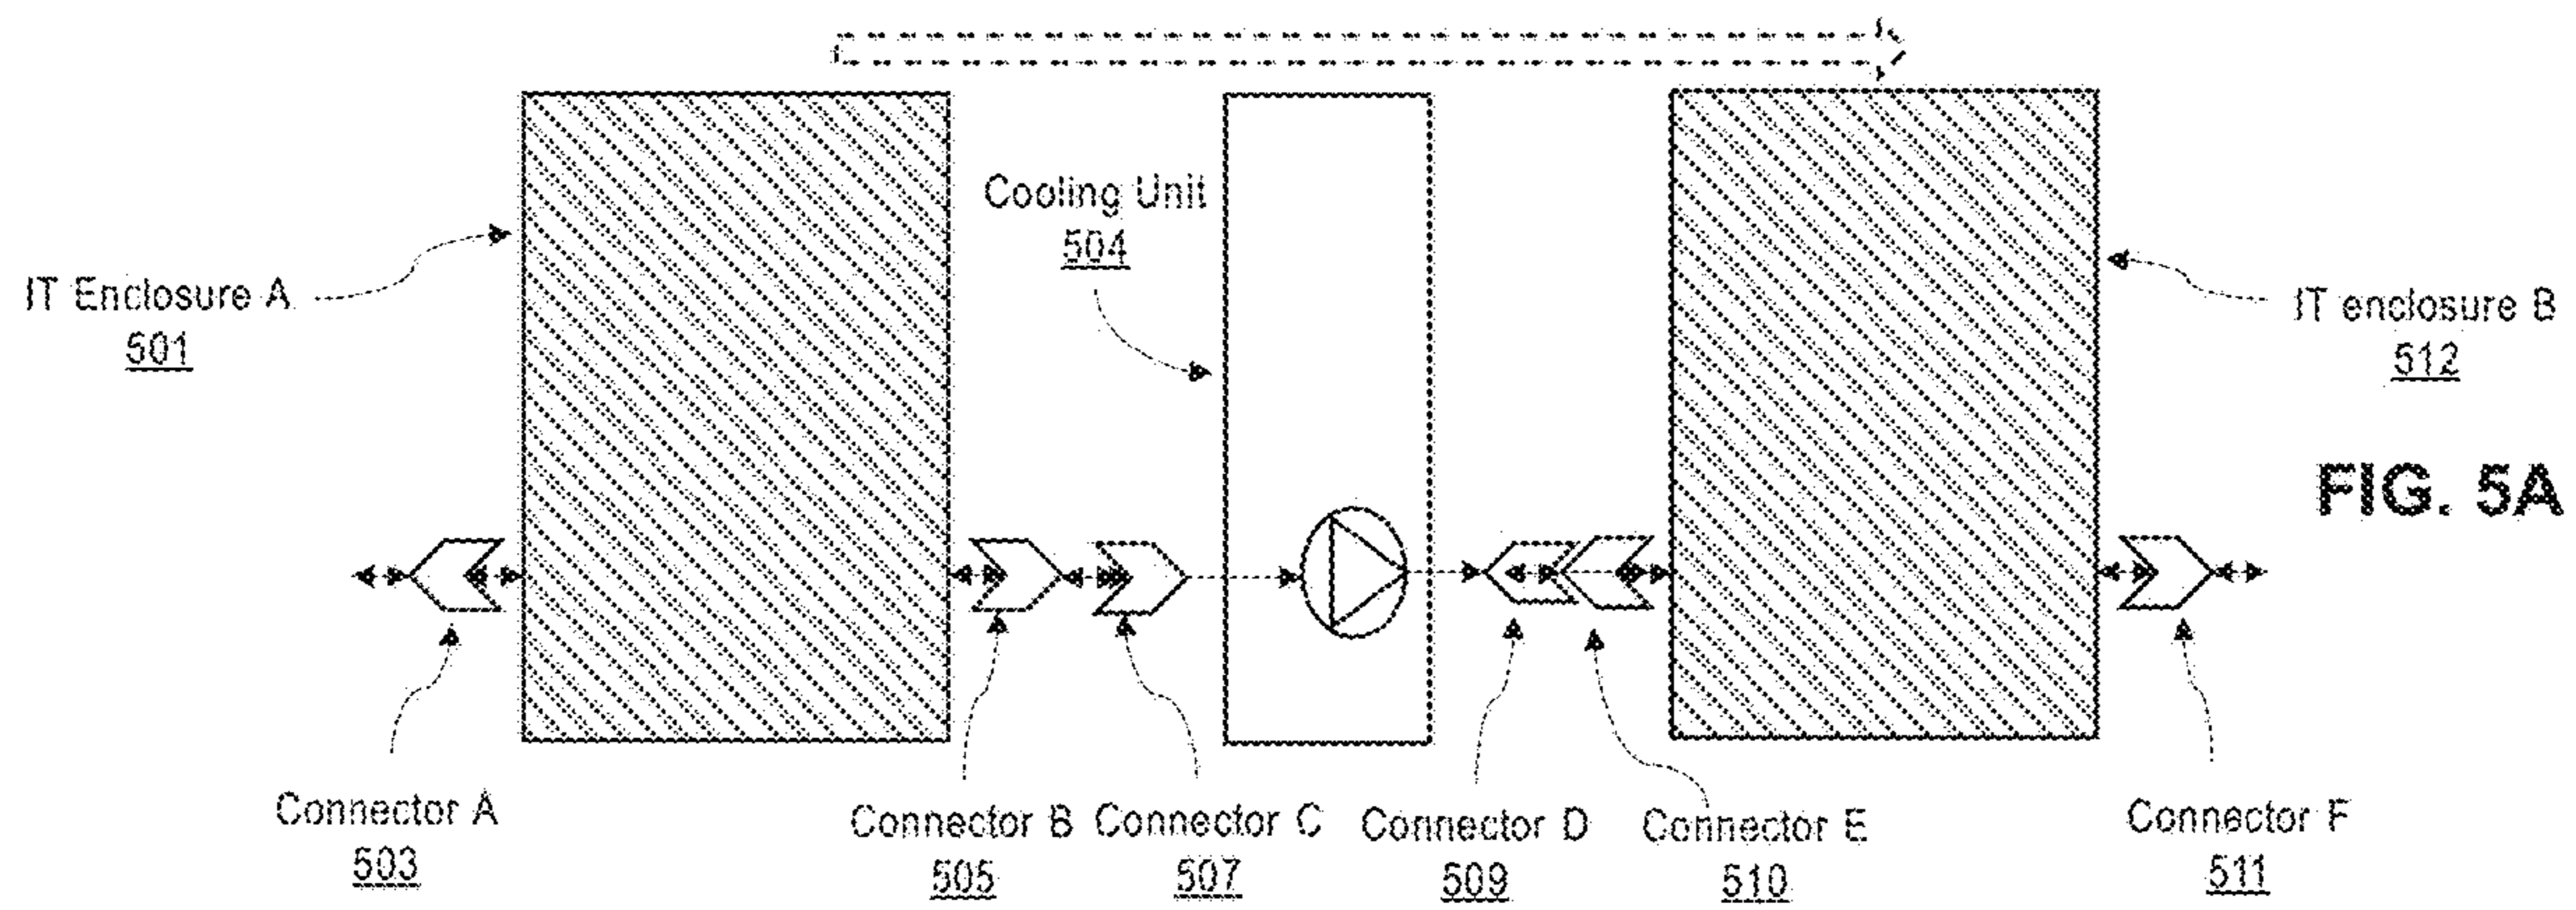 Cooling Unit
504
IT Enclosure A
501
IT enclosure B
512
FIG. 5A
Connector A
503
Connector B
505
Connector C
507
Connector D
509
Connector E
510
Connector F
511